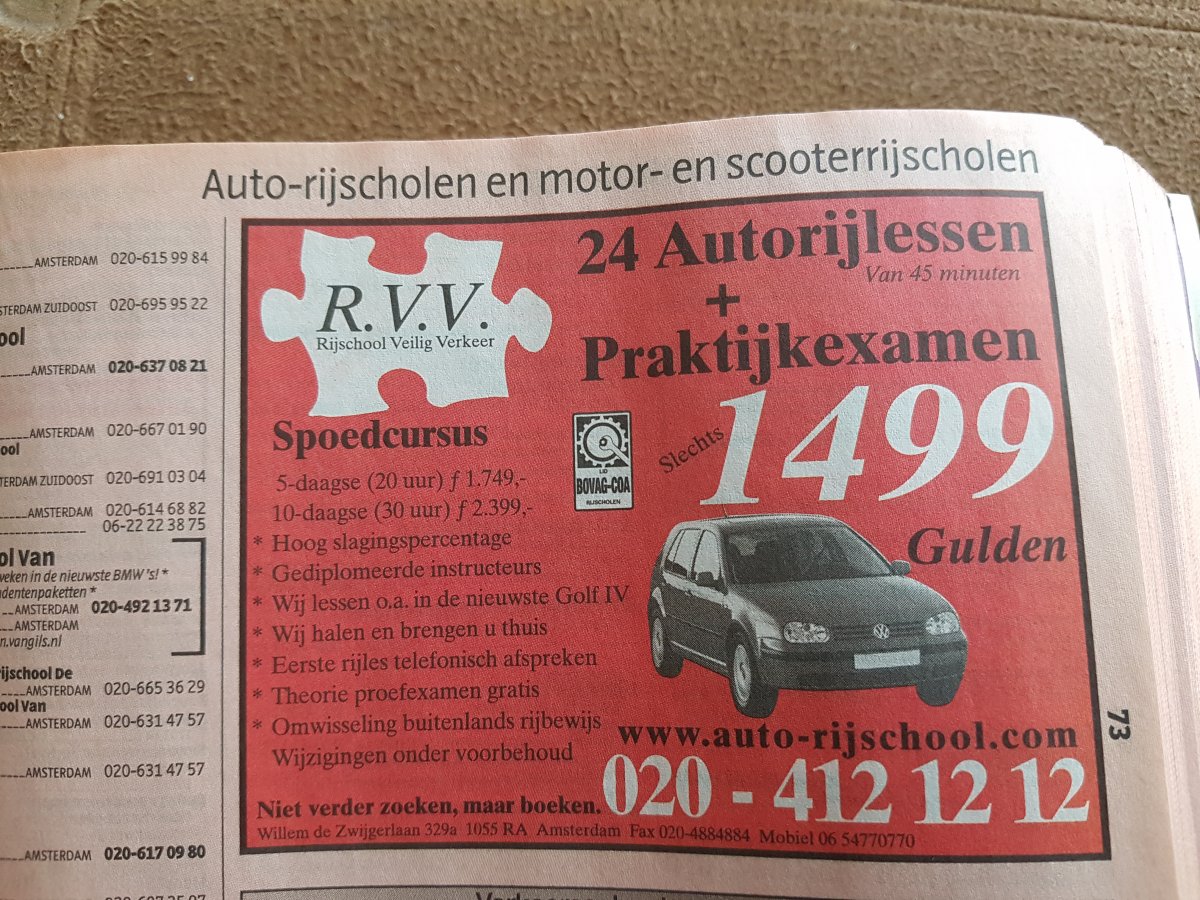 Auto-rijscholen en motor- en scooterrijscholen
AMSTERDAM 020-615 99 84
ZUIDOOST 020-695 95 22
AMSTERDAM 020-637 08 21
AMSTERDAM 020-667 01 90
ZUIDOOST 020-691 03 04
AMSTERDAM 020-614 68 82
06-22 22 38 75
Van
in de nieuwste BMW's! *
AMSTERDAM 020-492 13 71
AMSTERDAM
n.vangils.nl
ijschool De
AMSTERDAM 020-665 36 29
ool Van
AMSTERDAM 020-631 47 57
AMSTERDAM 020-631 47 57
AMSTERDAM 020-617 09 80
R.V.V.
Rijschool Veilig Verkeer
24 Autorijlessen
Van 45 minuten
+
Praktijkexamen
Slechts 1499
Gulden
LID
BOVAG-COA
RIJSCHOLEN
Spoedcursus
5-daagse (20 uur) ƒ 1.749,-
10-daagse (30 uur) ƒ 2.399,-
* Hoog slagingspercentage
* Gediplomeerde instructeurs
* Wij lessen o.a. in de nieuwste Golf IV
* Wij halen en brengen u thuis
* Eerste rijles telefonisch afspreken
* Theorie proefexamen gratis
* Omwisseling buitenlands rijbewijs
Wijzigingen onder voorbehoud
www.auto-rijschool.com
Niet verder zoeken, maar boeken. 020 - 412 12 12
Willem de Zwijgerlaan 329a 1055 RA Amsterdam Fax 020-4884884 Mobiel 06 54770770
73